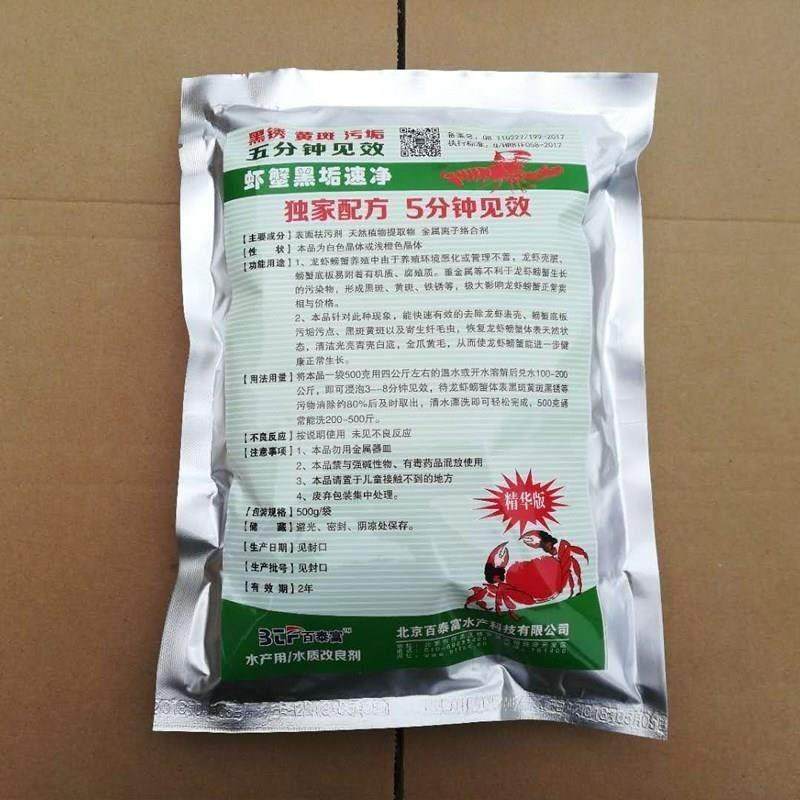 黑锈 黄斑 污垢
五分钟见效
备案号：QB 110227/199-2017
执行标准：Q/HRBTF058-2017
虾蟹黑垢速净
独家配方 5分钟见效
【主要成分】表面祛污剂 天然植物提取物 金属离子络合剂
【性 状】本品为白色晶体或浅橙色晶体
【功能用途】1、龙虾螃蟹养殖中由于养殖环境恶化或管理不善，龙虾壳层，
螃蟹底板易附着有机质、腐殖质。重金属等不利于龙虾螃蟹生长
的污染物，形成黑斑、黄斑、铁锈等，极大影响龙虾螃蟹正常卖
相与价格。
2、本品针对此种现象，能快速有效的去除龙虾表壳、螃蟹底板
污垢污点、黑斑黄斑以及寄生纤毛虫，恢复龙虾螃蟹体表天然状
态，清洁光亮青壳白底，金爪黄毛，从而使龙虾螃蟹能进一步健
康正常生长。
【用法用量】将本品一袋500克用四公斤左右的温水或开水溶解后兑水100-200
公斤，即可浸泡3—8分钟见效，待龙虾螃蟹体表黑斑黄斑黑锈等
污物消除约80%后及时取出，清水漂洗即可轻松完成，500克通
常能洗200-500斤。
【不良反应】按说明使用 未见不良反应
【注意事项】1、本品勿用金属器皿
2、本品禁与强碱性物、有毒药品混放使用
3、本品请置于儿童接触不到的地方
4、废弃包装集中处理。
【包装规格】500g/袋
【储 藏】避光、密封、阴凉处保存。
【生产日期】见封口
【生产批号】见封口
【有 效 期】2年
精华版
BTF百泰富™
水产用/水质改良剂
北京百泰富水产科技有限公司